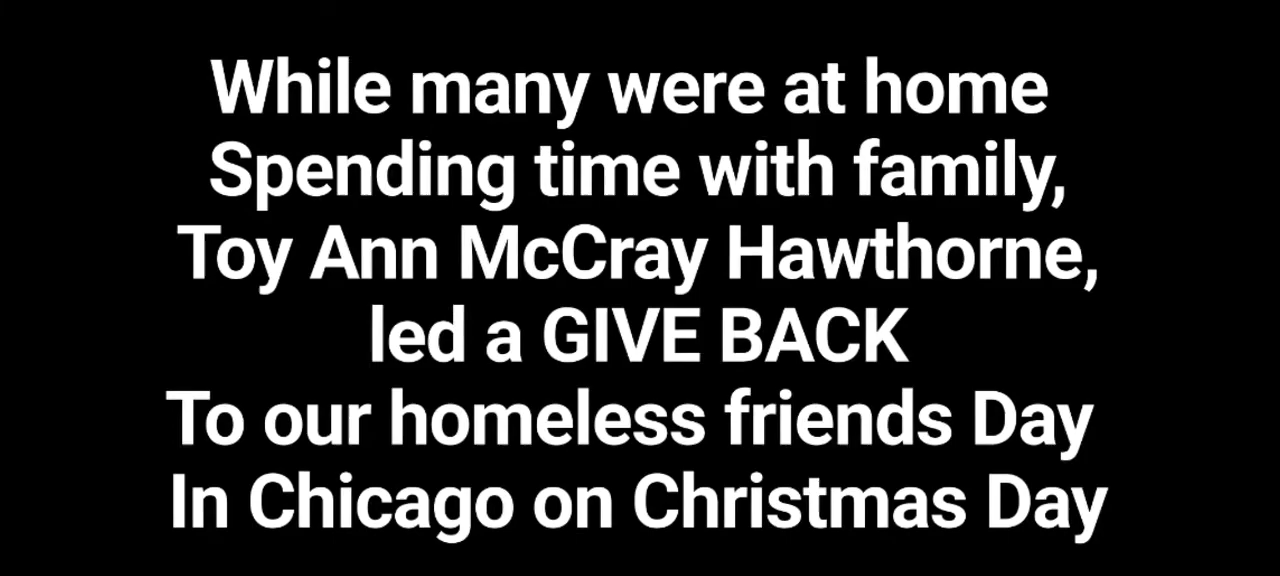 While many were at home
Spending time with family,
Toy Ann McCray Hawthorne,
led a GIVE BACK
To our homeless friends Day
In Chicago on Christmas Day